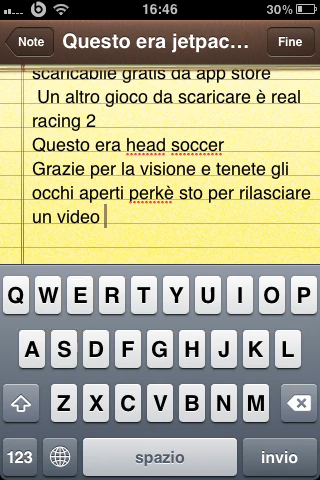 16:46
30%
Note
Questo era jetpac...
Fine
scaricabile gratis da app store
Un altro gioco da scaricare è real
racing 2
Questo era head soccer
Grazie per la visione e tenete gli
occhi aperti perkè sto per rilasciare
un video
Q W E R T Y U I O P
A S D F G H J K L
Z X C V B N M
123
spazio
invio